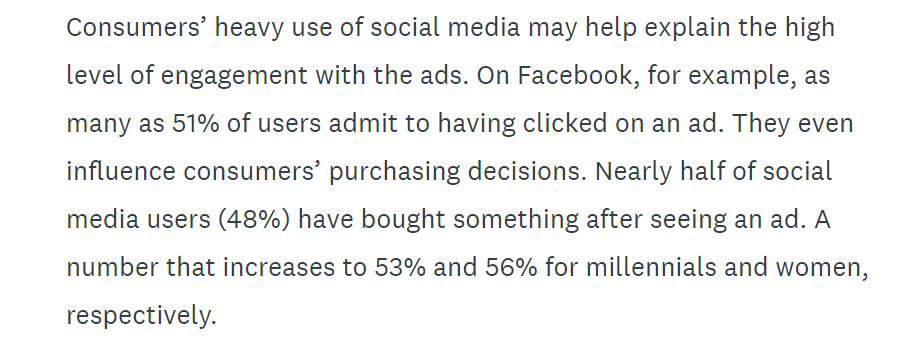 Consumers’ heavy use of social media may help explain the high
level of engagement with the ads. On Facebook, for example, as
many as 51% of users admit to having clicked on an ad. They even
influence consumers’ purchasing decisions. Nearly half of social
media users (48%) have bought something after seeing an ad. A
number that increases to 53% and 56% for millennials and women,
respectively.